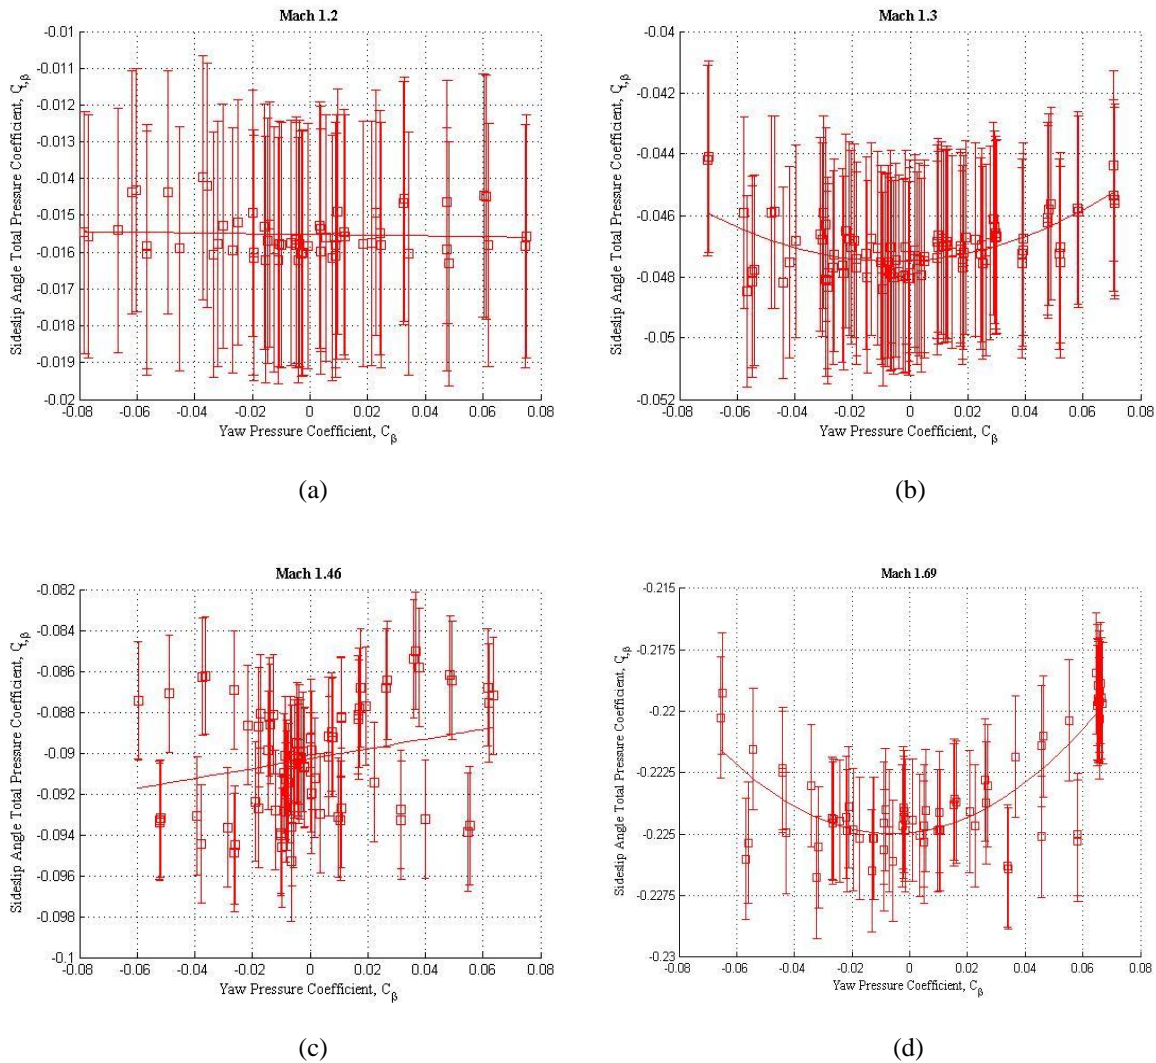 Mach 1.2
Sideslip Angle Total Pressure Coefficient, C_{t,β}
-0.01
-0.011
-0.012
-0.013
-0.014
-0.015
-0.016
-0.017
-0.018
-0.019
-0.02
-0.08 -0.06 -0.04 -0.02 0 0.02 0.04 0.06 0.08
Yaw Pressure Coefficient, C_β
(a)
Mach 1.3
Sideslip Angle Total Pressure Coefficient, C_{t,β}
-0.04
-0.042
-0.044
-0.046
-0.048
-0.05
-0.052
-0.08 -0.06 -0.04 -0.02 0 0.02 0.04 0.06 0.08
Yaw Pressure Coefficient, C_β
(b)
Mach 1.46
Sideslip Angle Total Pressure Coefficient, C_{t,β}
-0.082
-0.084
-0.086
-0.088
-0.09
-0.092
-0.094
-0.096
-0.098
-0.1
-0.08 -0.06 -0.04 -0.02 0 0.02 0.04 0.06 0.08
Yaw Pressure Coefficient, C_β
(c)
Mach 1.69
Sideslip Angle Total Pressure Coefficient, C_{t,β}
-0.215
-0.2175
-0.22
-0.2225
-0.225
-0.2275
-0.23
-0.08 -0.06 -0.04 -0.02 0 0.02 0.04 0.06 0.08
Yaw Pressure Coefficient, C_β
(d)